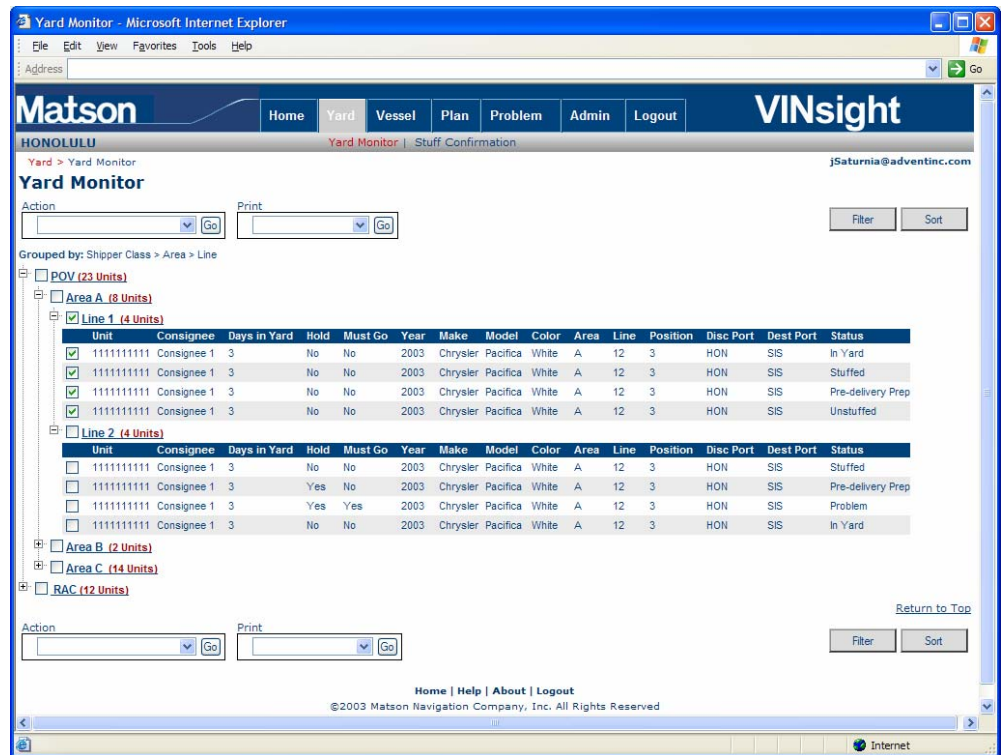 Yard Monitor - Microsoft Internet Explorer
File Edit View Favorites Tools Help
Address Go
Matson Home Yard Vessel Plan Problem Admin Logout VINsight
HONOLULU Yard Monitor | Stuff Confirmation
Yard > Yard Monitor jSaturnia@adventinc.com
Yard Monitor
Action Print
Go Go Filter Sort
Grouped by: Shipper Class > Area > Line
POV (23 Units)
Area A (8 Units)
Line 1 (4 Units)
Unit Consignee Days in Yard Hold Must Go Year Make Model Color Area Line Position Disc Port Dest Port Status
1111111111 Consignee 1 3 No No 2003 Chrysler Pacifica White A 12 3 HON SIS In Yard
1111111111 Consignee 1 3 No No 2003 Chrysler Pacifica White A 12 3 HON SIS Stuffed
1111111111 Consignee 1 3 No No 2003 Chrysler Pacifica White A 12 3 HON SIS Pre-delivery Prep
1111111111 Consignee 1 3 No No 2003 Chrysler Pacifica White A 12 3 HON SIS Unstuffed
Line 2 (4 Units)
Unit Consignee Days in Yard Hold Must Go Year Make Model Color Area Line Position Disc Port Dest Port Status
1111111111 Consignee 1 3 No No 2003 Chrysler Pacifica White A 12 3 HON SIS Stuffed
1111111111 Consignee 1 3 Yes No 2003 Chrysler Pacifica White A 12 3 HON SIS Pre-delivery Prep
1111111111 Consignee 1 3 Yes Yes 2003 Chrysler Pacifica White A 12 3 HON SIS Problem
1111111111 Consignee 1 3 No No 2003 Chrysler Pacifica White A 12 3 HON SIS In Yard
Area B (2 Units)
Area C (14 Units)
RAC (12 Units)
Return to Top
Action Print
Go Go Filter Sort
Home | Help | About | Logout
©2003 Matson Navigation Company, Inc. All Rights Reserved
Internet